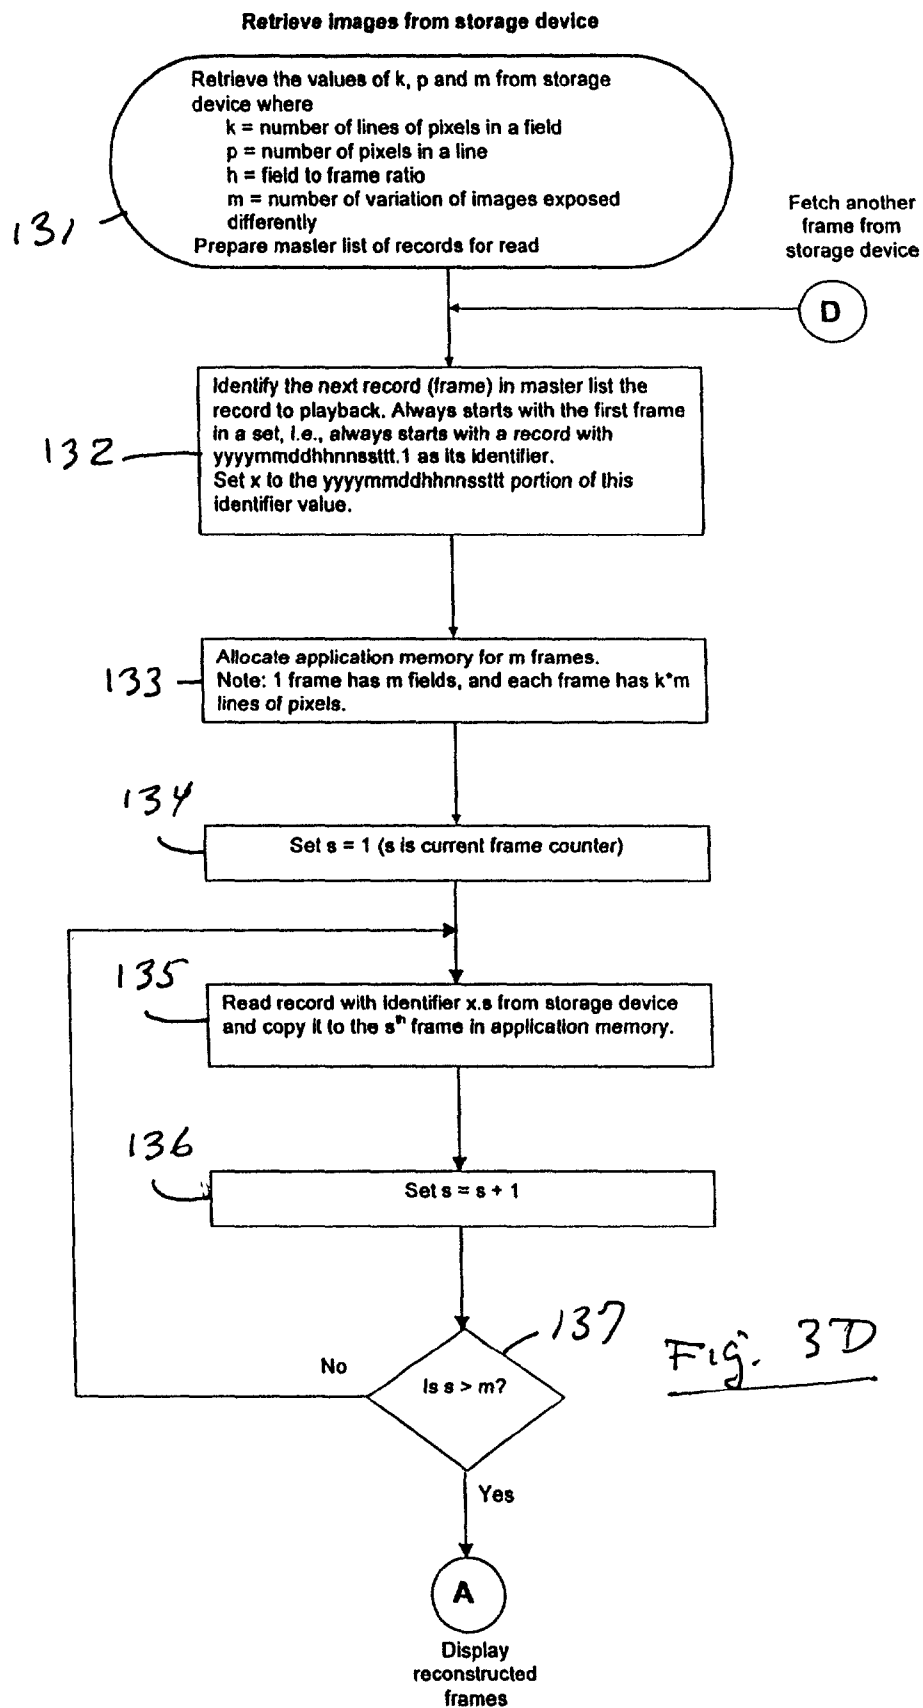 Retrieve images from storage device
Retrieve the values of k, p and m from storage
device where
k = number of lines of pixels in a field
p = number of pixels in a line
h = field to frame ratio
m = number of variation of images exposed
differently
Prepare master list of records for read
131
Fetch another
frame from
storage device
D
Identify the next record (frame) in master list the
record to playback. Always starts with the first frame
in a set, i.e., always starts with a record with
yyyymmddhhnnssttt.1 as its identifier.
Set x to the yyyymmddhhnnssttt portion of this
identifier value.
132
Allocate application memory for m frames.
Note: 1 frame has m fields, and each frame has k*m
lines of pixels.
133
134
Set s = 1 (s is current frame counter)
135
Read record with identifier x.s from storage device
and copy it to the sth frame in application memory.
136
Set s = s + 1
137
Is s > m?
No
Yes
Fig. 3D
A
Display
reconstructed
frames